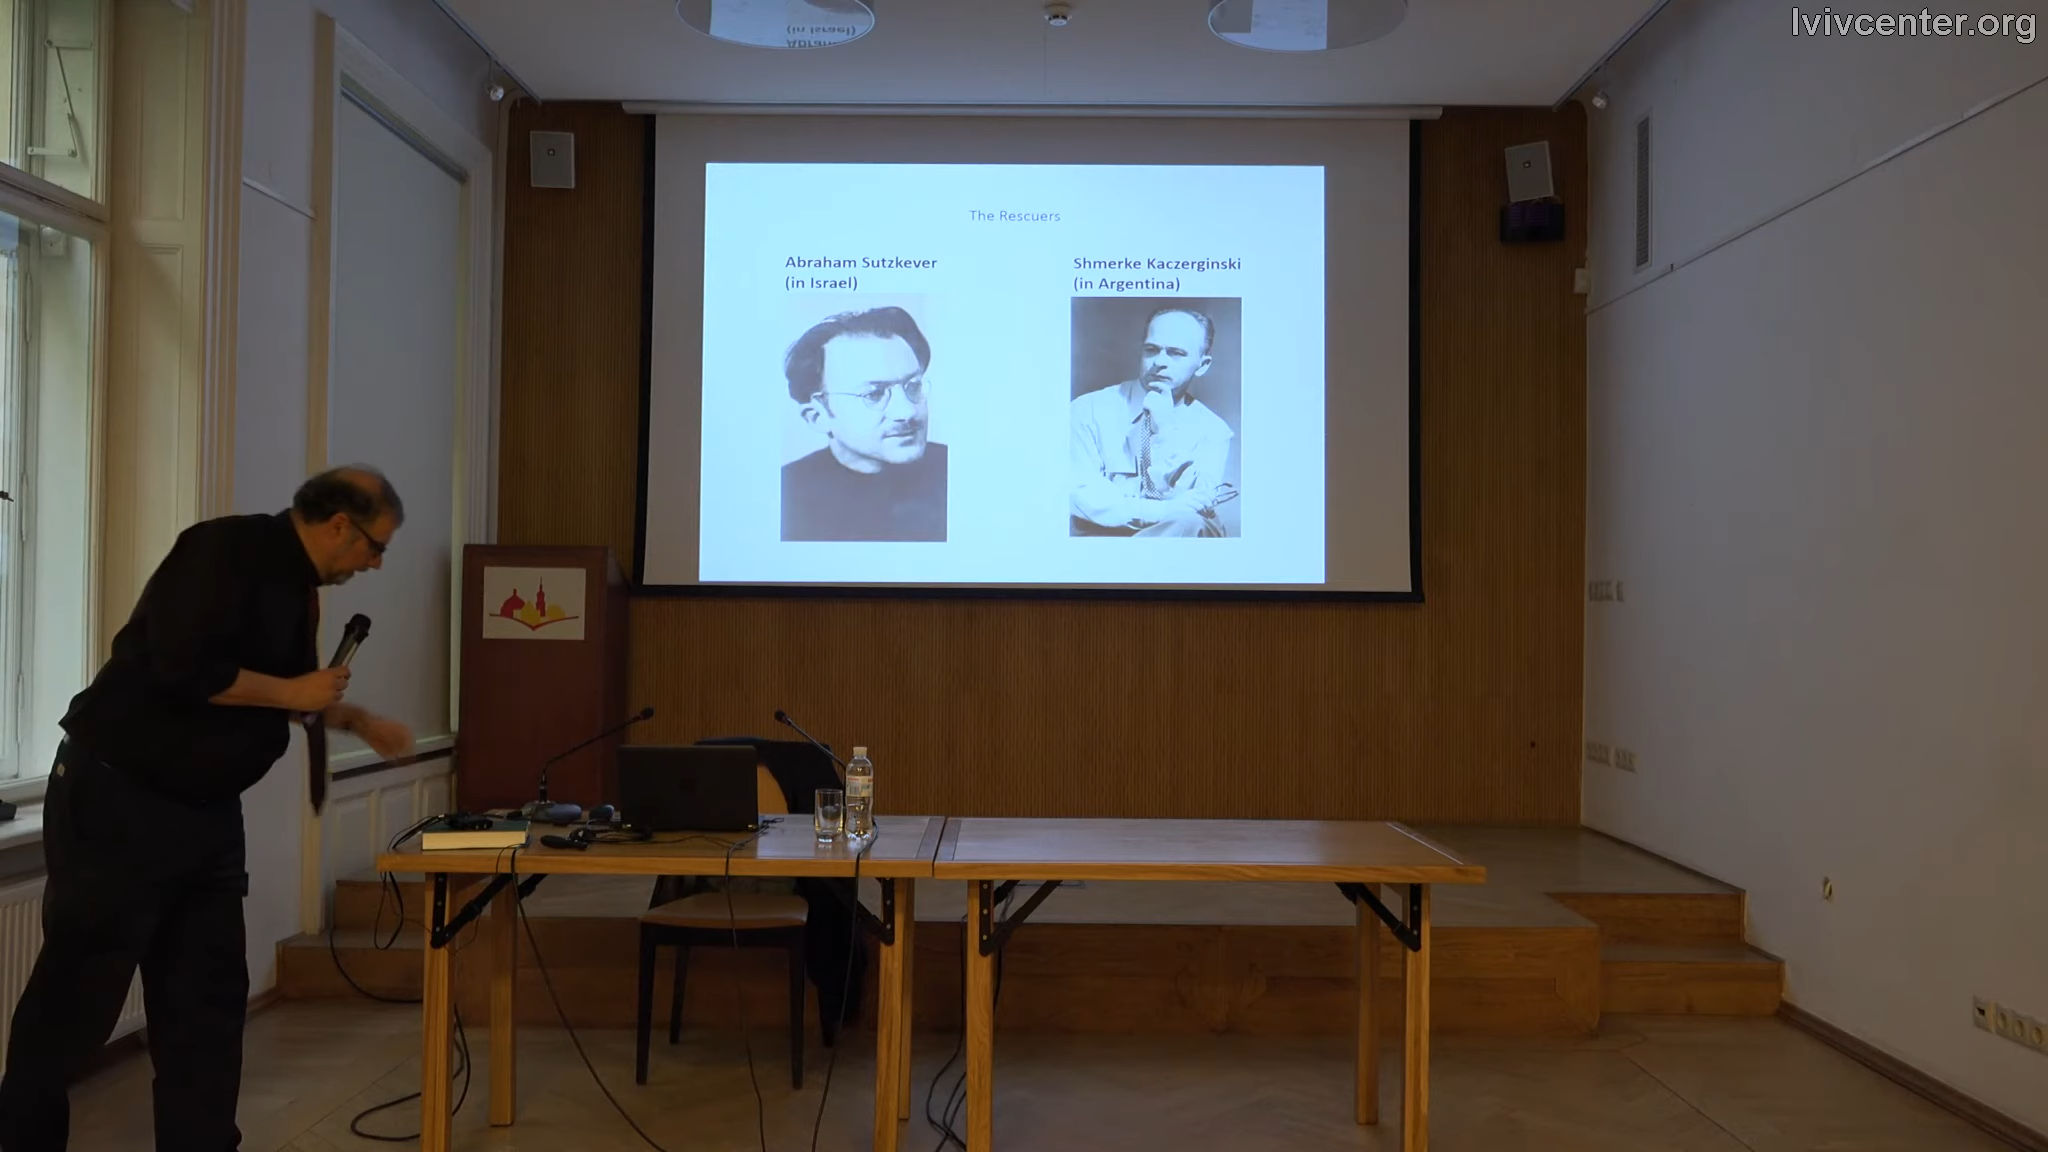 lvivcenter.org
The Rescuers
Abraham Sutzkever
(in Israel)
Shmerke Kaczerginski
(in Argentina)